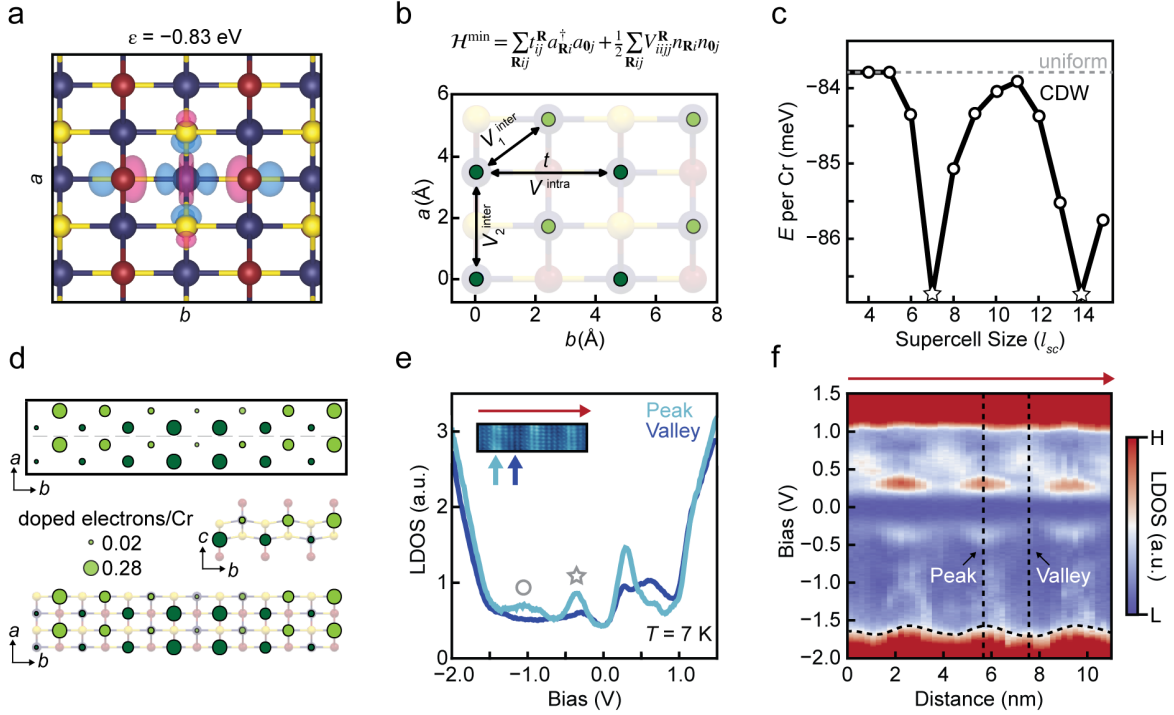 a
ε = −0.83 eV
a
b
b
ℋᵐⁱⁿ = ∑_{𝐑ij} t_{ij}^{𝐑} a_{𝐑i}^† a_{𝟎j} + ½ ∑_{𝐑ij} V_{iijj}^{𝐑} n_{𝐑i} n_{𝟎j}
6
4
2
0
a (Å)
V₁^inter
t
V^intra
V₂^inter
0
2
4
6
8
b (Å)
c
uniform
CDW
−84
−85
−86
E per Cr (meV)
4
6
8
10
12
14
Supercell Size (l_sc)
d
a
b
doped electrons/Cr
0.02
0.28
c
b
a
b
e
Peak
Valley
3
2
1
0
LDOS (a.u.)
T = 7 K
-2.0
-1.0
0.0
1.0
Bias (V)
f
1.5
1.0
0.5
0.0
-0.5
-1.0
-1.5
-2.0
Bias (V)
Peak
Valley
0
2
4
6
8
10
Distance (nm)
H
L
LDOS (a.u.)